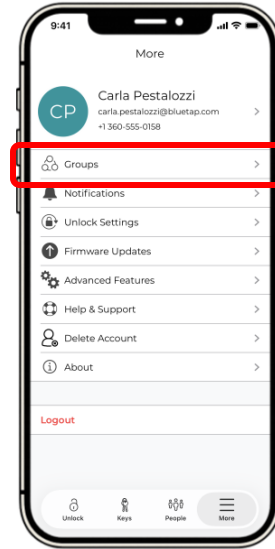 9:41
More
CP
Carla Pestalozzi
carla.pestalozzi@bluetap.com
+1 360-555-0158
Groups
Notifications
Unlock Settings
Firmware Updates
Advanced Features
Help & Support
Delete Account
About
Logout
Unlock Keys People More